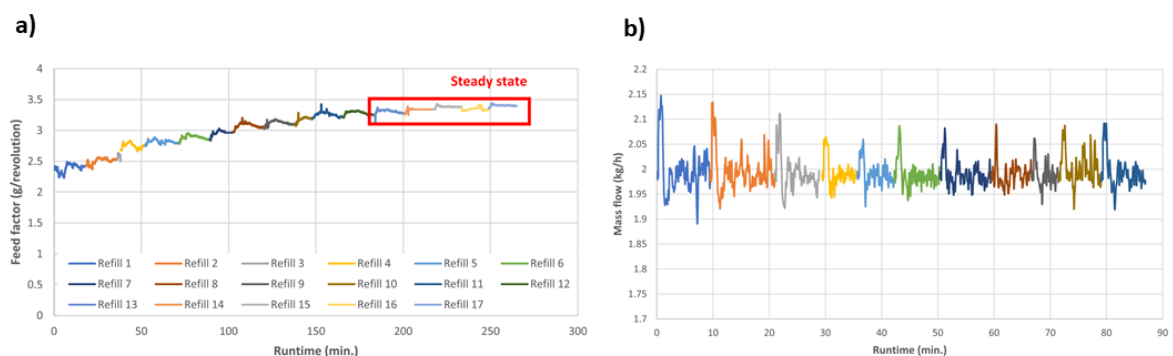 a)
Feed factor (g/revolution)
4
3.5
3
2.5
2
1.5
1
0.5
0
Steady state
Refill 1 Refill 2 Refill 3 Refill 4 Refill 5 Refill 6
Refill 7 Refill 8 Refill 9 Refill 10 Refill 11 Refill 12
Refill 13 Refill 14 Refill 15 Refill 16 Refill 17
0 50 100 150 200 250 300
Runtime (min.)
b)
Mass flow (kg/h)
2.2
2.15
2.1
2.05
2
1.95
1.9
1.85
1.8
1.75
1.7
0 10 20 30 40 50 60 70 80 90
Runtime (min.)